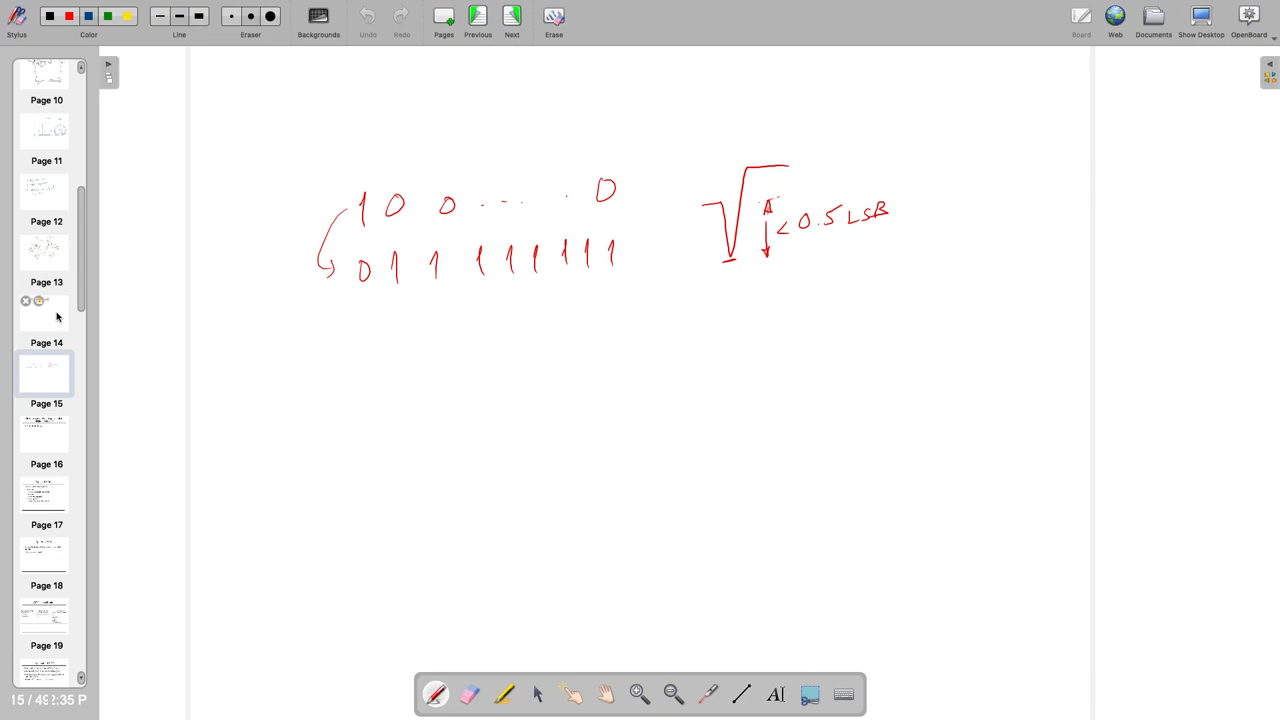 Stylus
Color
Line
Eraser
Backgrounds
Undo
Redo
Pages
Previous
Next
Erase
Board
Web
Documents
Show Desktop
OpenBoard
Page 10
Page 11
Page 12
Page 13
Page 14
Page 15
Page 16
Page 17
Page 18
Page 19
1 0 0 . . . . . 0
0 1 1 1 1 1 1 1 1
< 0.5 LSB